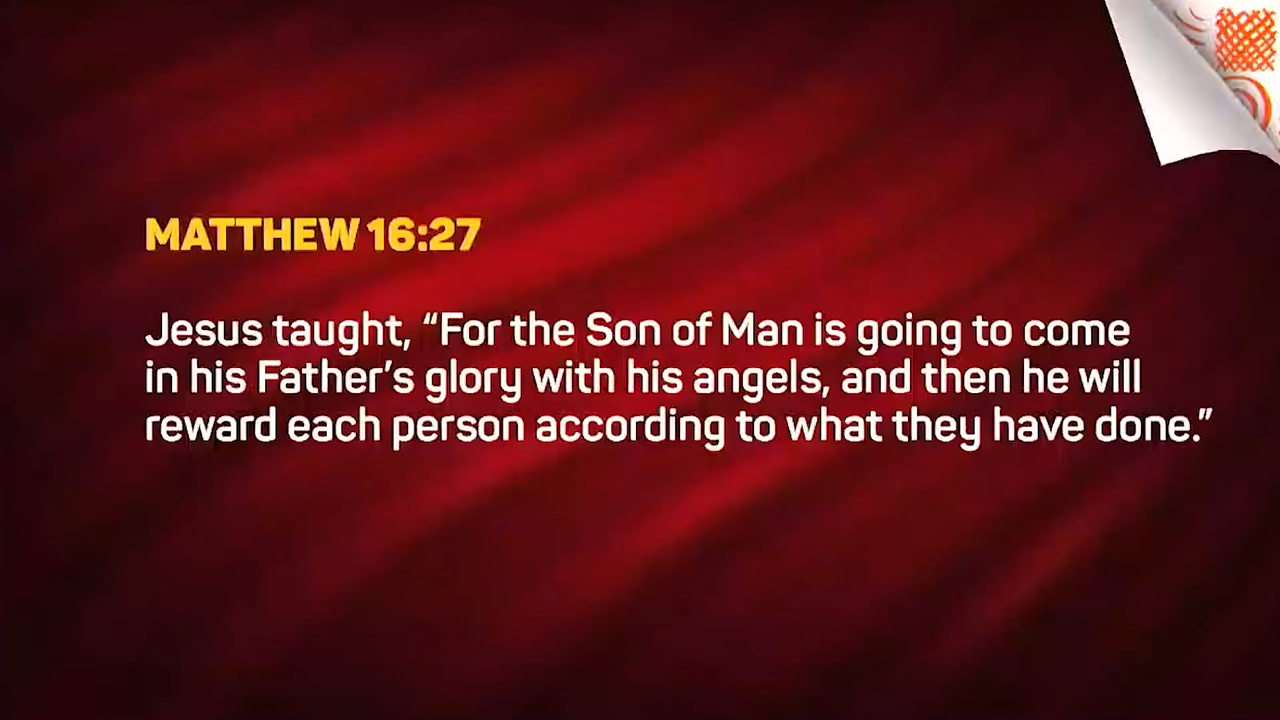 MATTHEW 16:27
Jesus taught, “For the Son of Man is going to come
in his Father’s glory with his angels, and then he will
reward each person according to what they have done.”